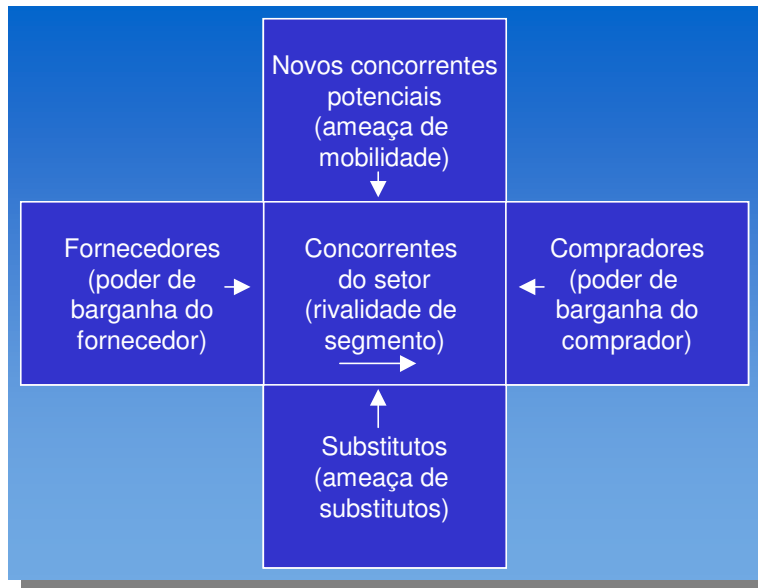 Novos concorrentes
potenciais
(ameaça de
mobilidade)
Fornecedores
(poder de
barganha do
fornecedor)
Concorrentes
do setor
(rivalidade de
segmento)
Compradores
(poder de
barganha do
comprador)
Substitutos
(ameaça de
substitutos)